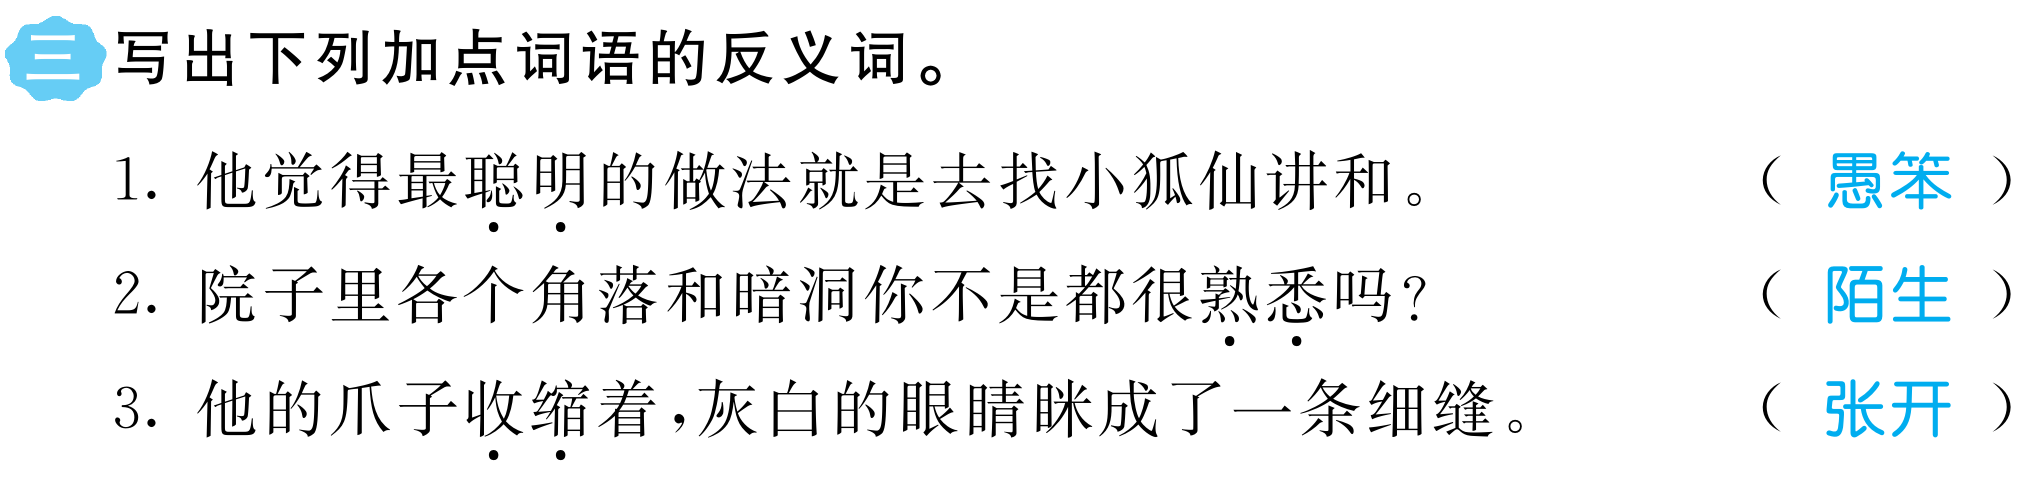 三 写出下列加点词语的反义词。
1. 他觉得最聪明的做法就是去找小狐仙讲和。 （ 愚笨 ）
2. 院子里各个角落和暗洞你不是都很熟悉吗？ （ 陌生 ）
3. 他的爪子收缩着，灰白的眼睛眯成了一条细缝。 （ 张开 ）